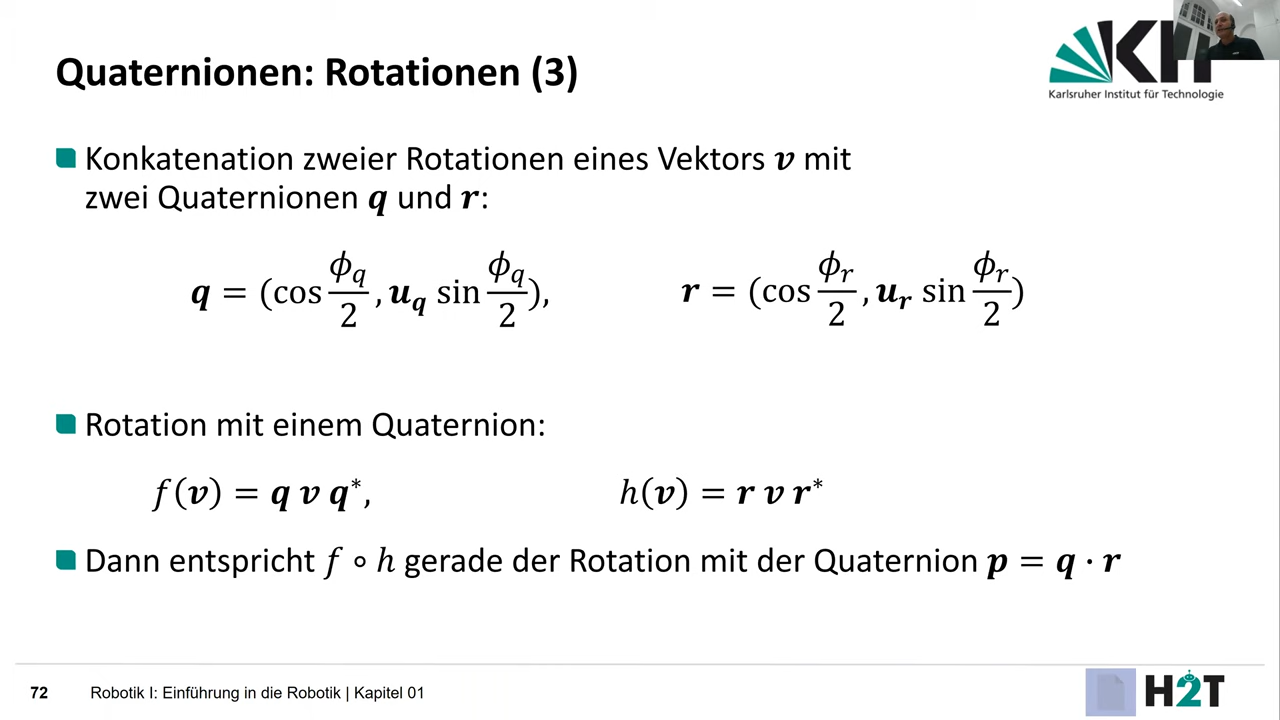 Quaternionen: Rotationen (3)
KIT
Karlsruher Institut für Technologie
Konkatenation zweier Rotationen eines Vektors 𝒗 mit
zwei Quaternionen 𝒒 und 𝒓:
𝒒 = (cos ϕ_q/2 , 𝒖_𝒒 sin ϕ_q/2), 𝒓 = (cos ϕ_r/2 , 𝒖_𝒓 sin ϕ_r/2)
Rotation mit einem Quaternion:
f(𝒗) = 𝒒 𝒗 𝒒*, h(𝒗) = 𝒓 𝒗 𝒓*
Dann entspricht f ∘ h gerade der Rotation mit der Quaternion 𝒑 = 𝒒 · 𝒓
72 Robotik I: Einführung in die Robotik | Kapitel 01
H2T